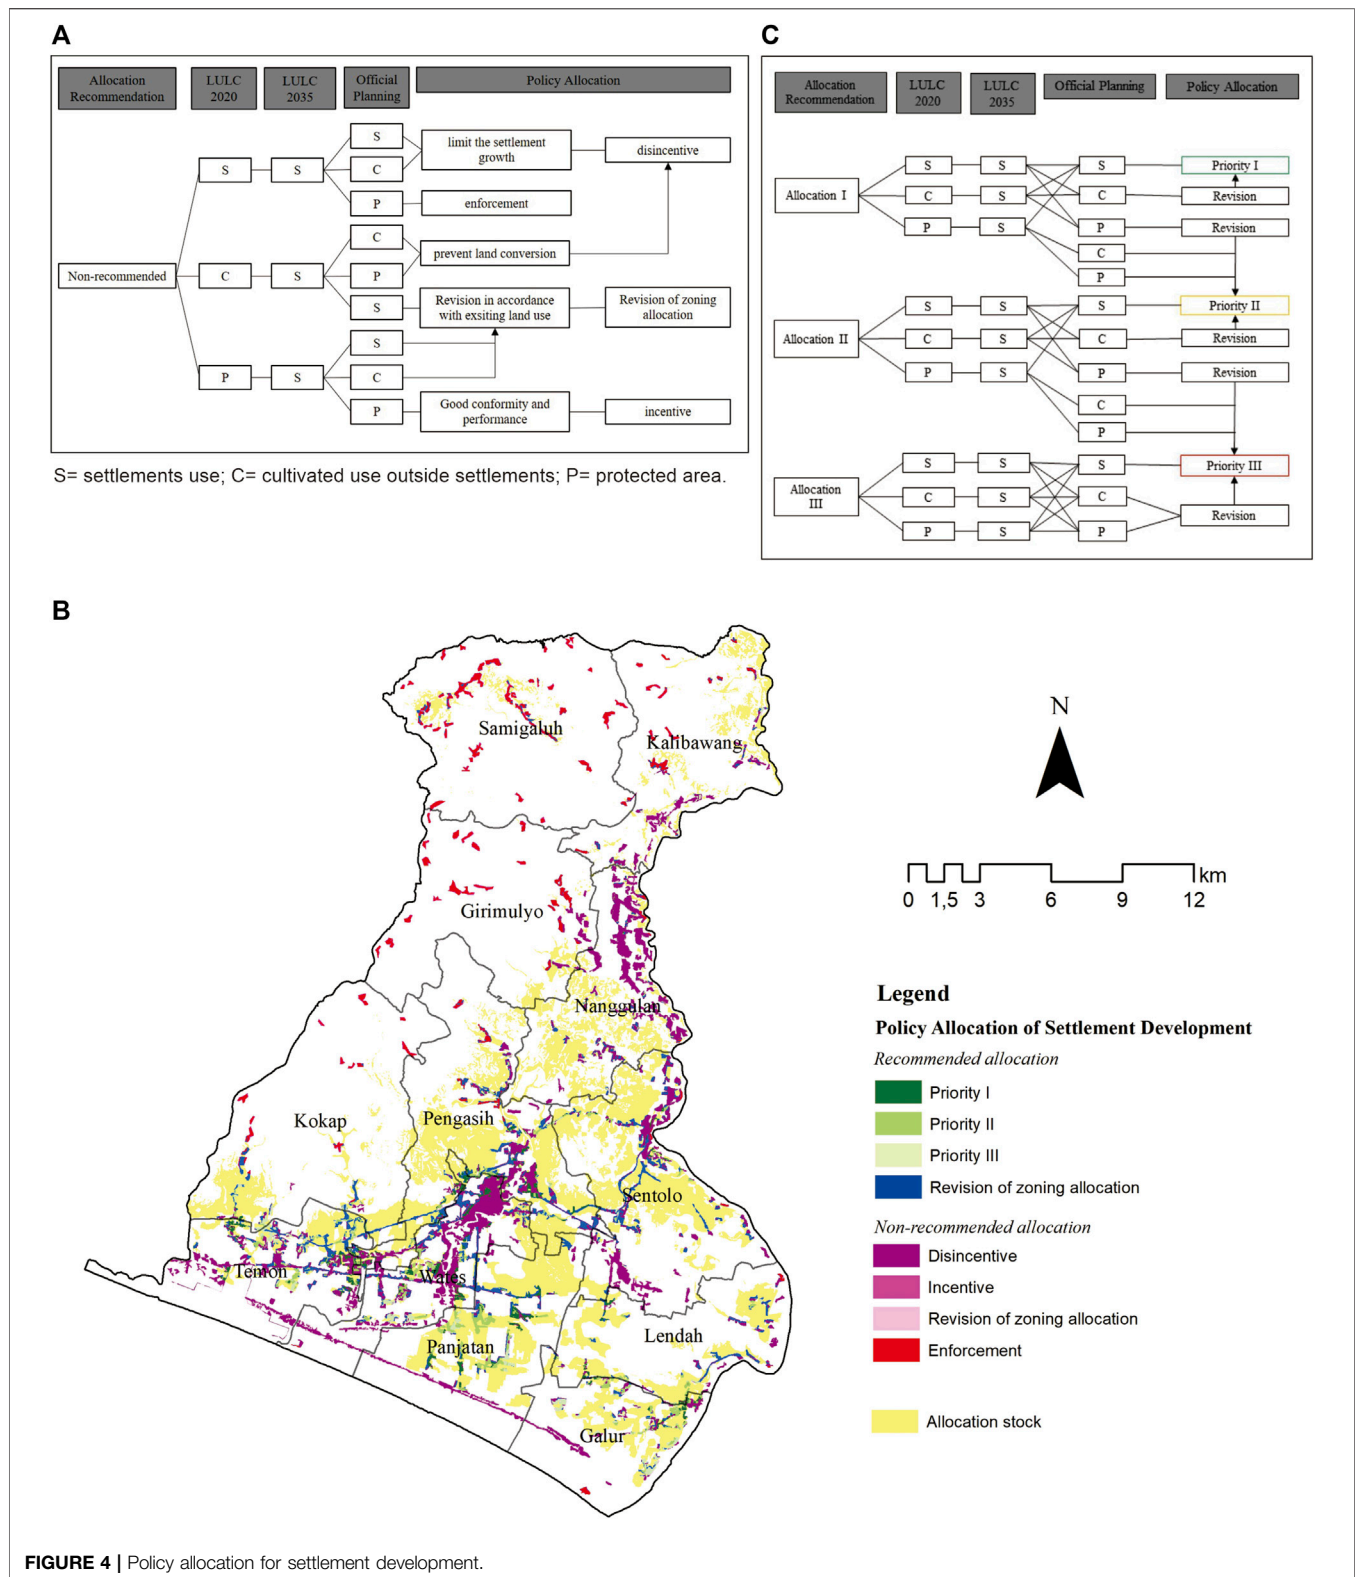 A
Allocation
Recommendation
LULC
2020
LULC
2035
Official
Planning
Policy Allocation
Non-recommended
S
S
S
C
P
limit the settlement
growth
disincentive
enforcement
C
S
C
P
S
prevent land conversion
Revision in accordance
with exsiting land use
Revision of zoning
allocation
P
S
S
C
P
Good conformity and
performance
incentive
S= settlements use; C= cultivated use outside settlements; P= protected area.
C
Allocation
Recommendation
LULC
2020
LULC
2035
Official Planning
Policy Allocation
Allocation I
S
S
S
Priority I
C
S
C
Revision
P
S
P
Revision
C
P
Allocation II
S
S
S
Priority II
C
S
C
Revision
P
S
P
Revision
C
P
Allocation
III
S
S
S
Priority III
C
S
C
P
S
P
Revision
B
Samigaluh
Kalibawang
Girimulyo
Nanggulan
Kokap
Pengasih
Sentolo
Temon
Wates
Panjatan
Lendah
Galur
N
km
0 1,5 3 6 9 12
Legend
Policy Allocation of Settlement Development
Recommended allocation
Priority I
Priority II
Priority III
Revision of zoning allocation
Non-recommended allocation
Disincentive
Incentive
Revision of zoning allocation
Enforcement
Allocation stock
FIGURE 4 | Policy allocation for settlement development.